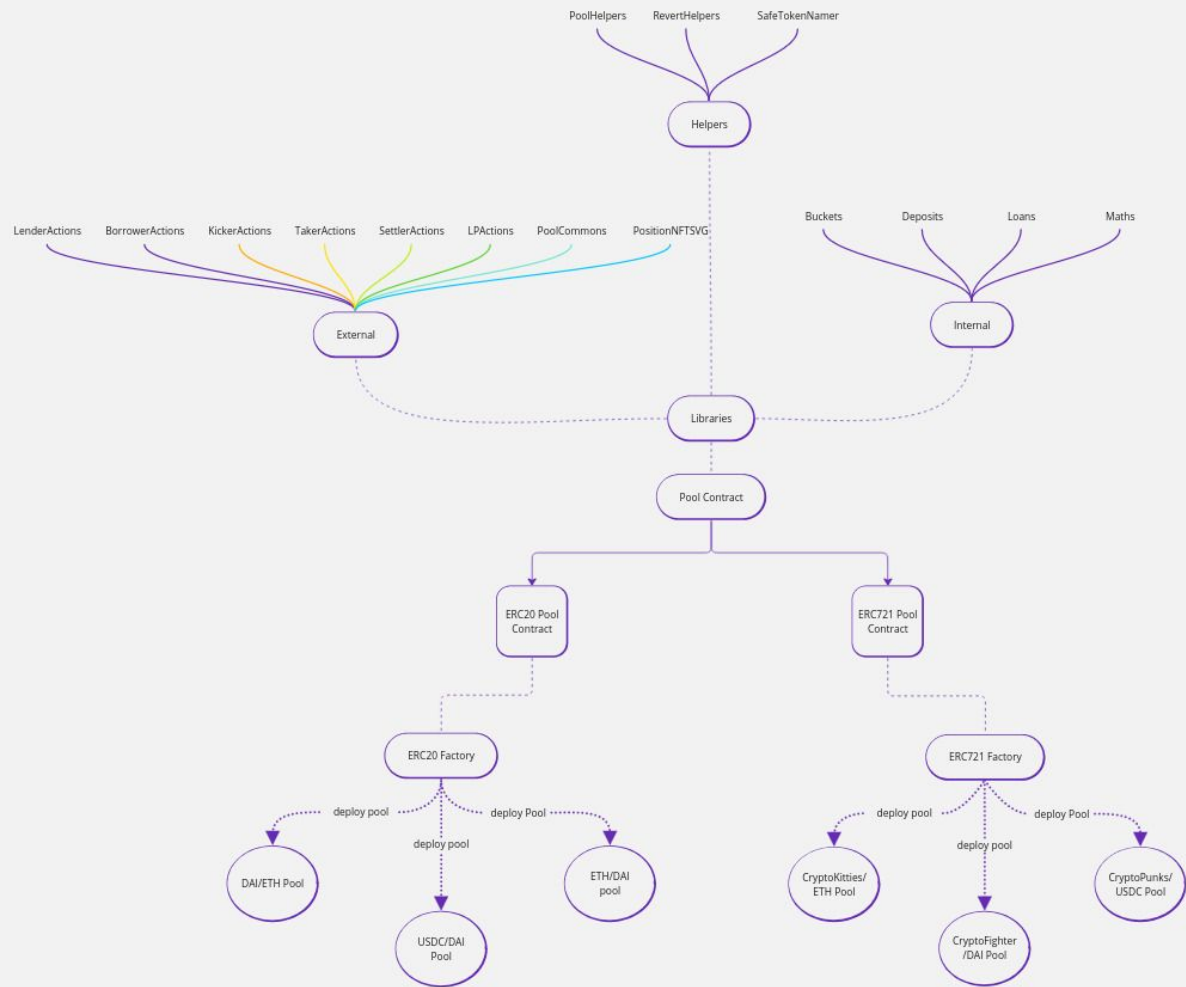 PoolHelpers
RevertHelpers
SafeTokenNamer
Helpers
LenderActions
BorrowerActions
KickerActions
TakerActions
SettlerActions
LPActions
PoolCommons
PositionNFTSVG
Buckets
Deposits
Loans
Maths
External
Internal
Libraries
Pool Contract
ERC20 Pool
Contract
ERC721 Pool
Contract
ERC20 Factory
ERC721 Factory
deploy pool
deploy Pool
deploy pool
deploy pool
deploy Pool
deploy pool
DAI/ETH Pool
ETH/DAI
pool
USDC/DAI
Pool
CryptoKitties/
ETH Pool
CryptoPunks/
USDC Pool
CryptoFighter
/DAI Pool